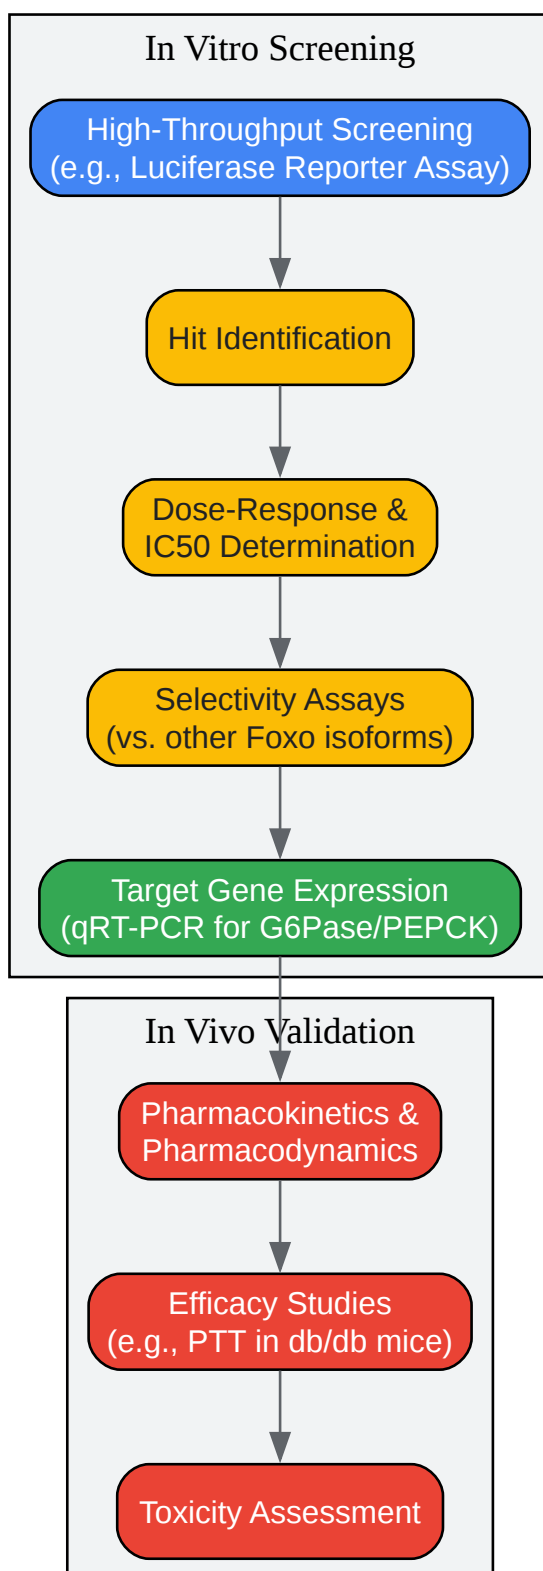 In Vitro Screening
High-Throughput Screening
(e.g., Luciferase Reporter Assay)
Hit Identification
Dose-Response &
IC50 Determination
Selectivity Assays
(vs. other Foxo isoforms)
Target Gene Expression
(qRT-PCR for G6Pase/PEPCK)
In Vivo Validation
Pharmacokinetics &
Pharmacodynamics
Efficacy Studies
(e.g., PTT in db/db mice)
Toxicity Assessment